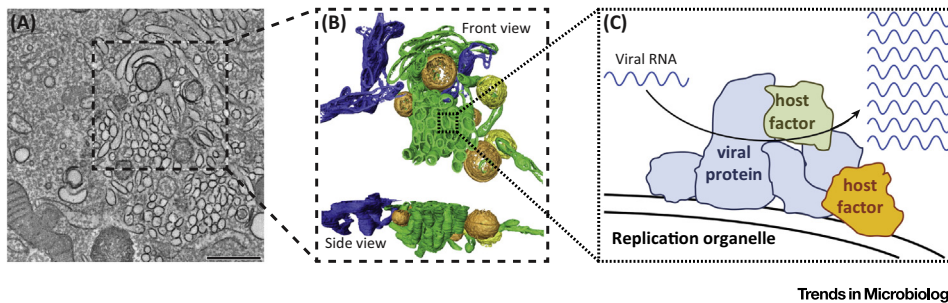 (A)
(B)
Front view
Side view
(C)
Viral RNA
host
factor
viral
protein
host
factor
Replication organelle
Trends in Microbiolog